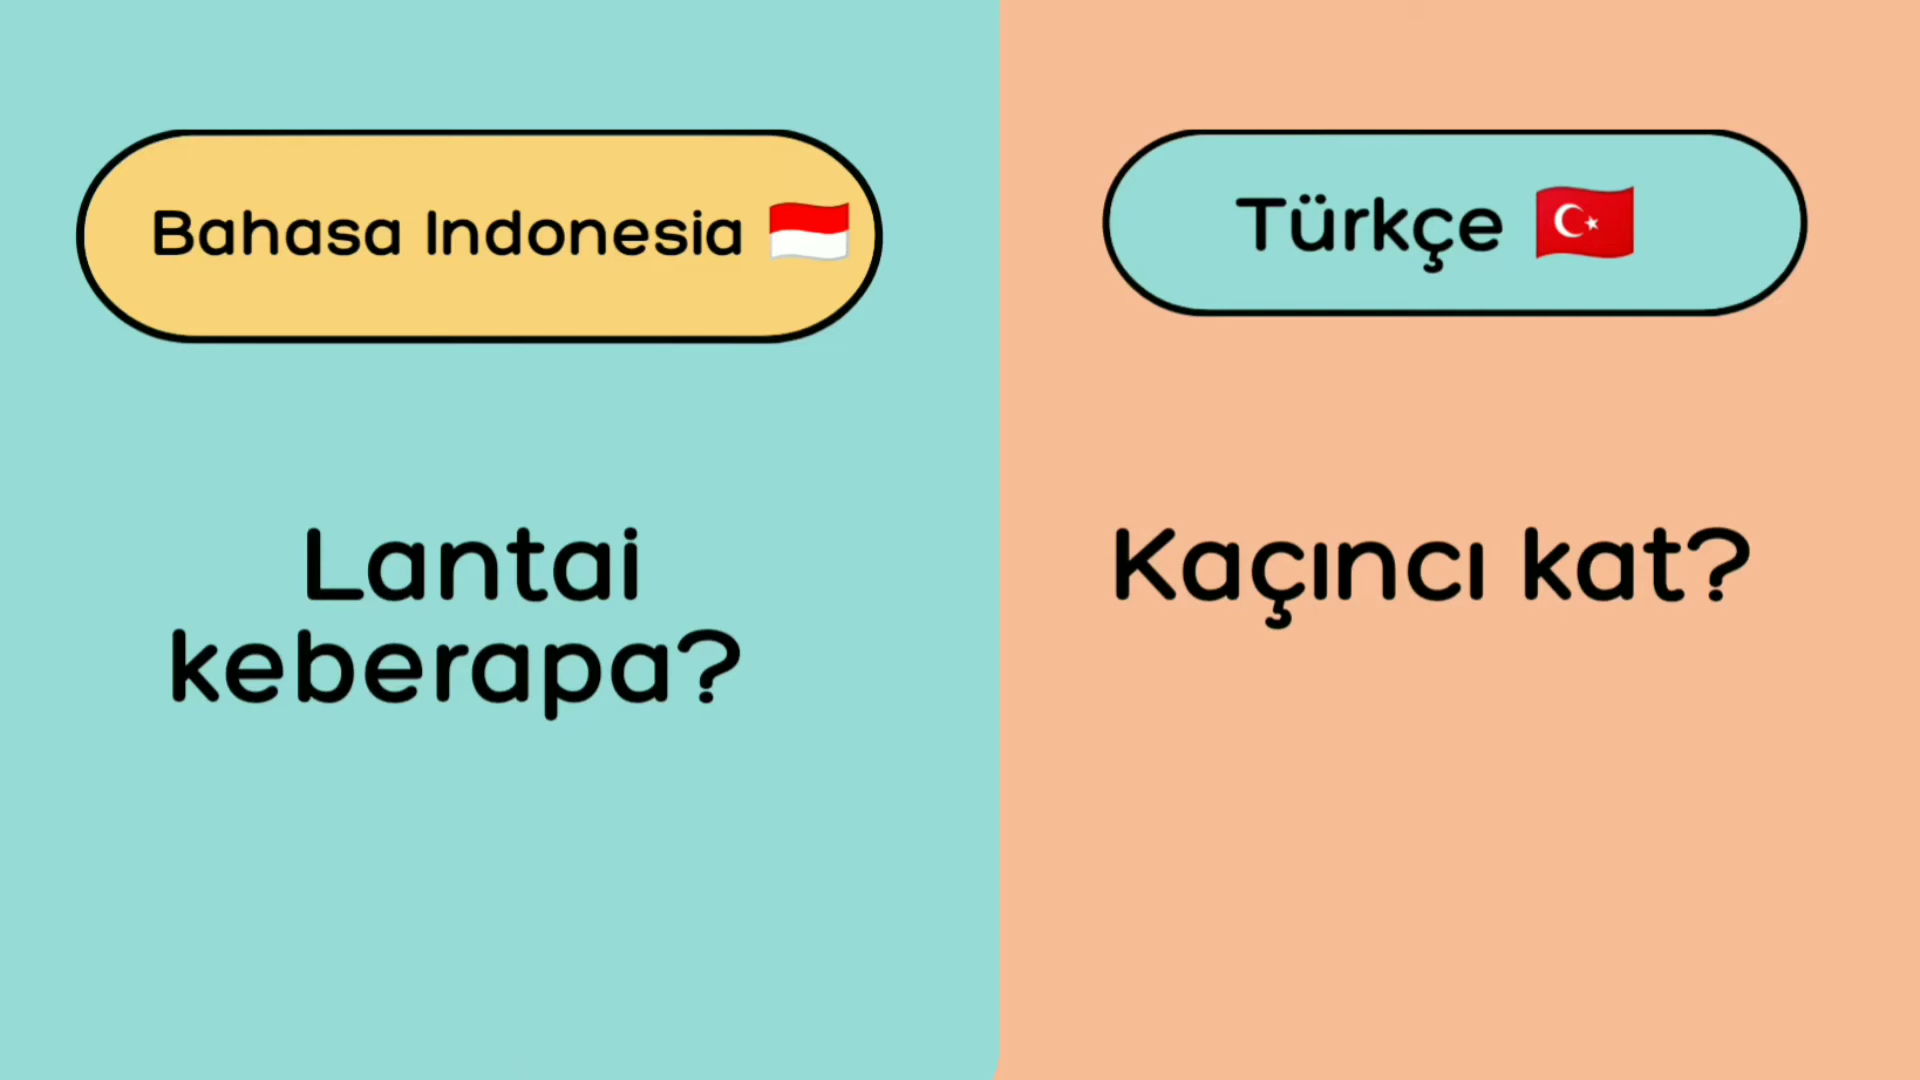 Bahasa Indonesia 🇮🇩
Lantai
keberapa?
Türkçe 🇹🇷
Kaçıncı kat?